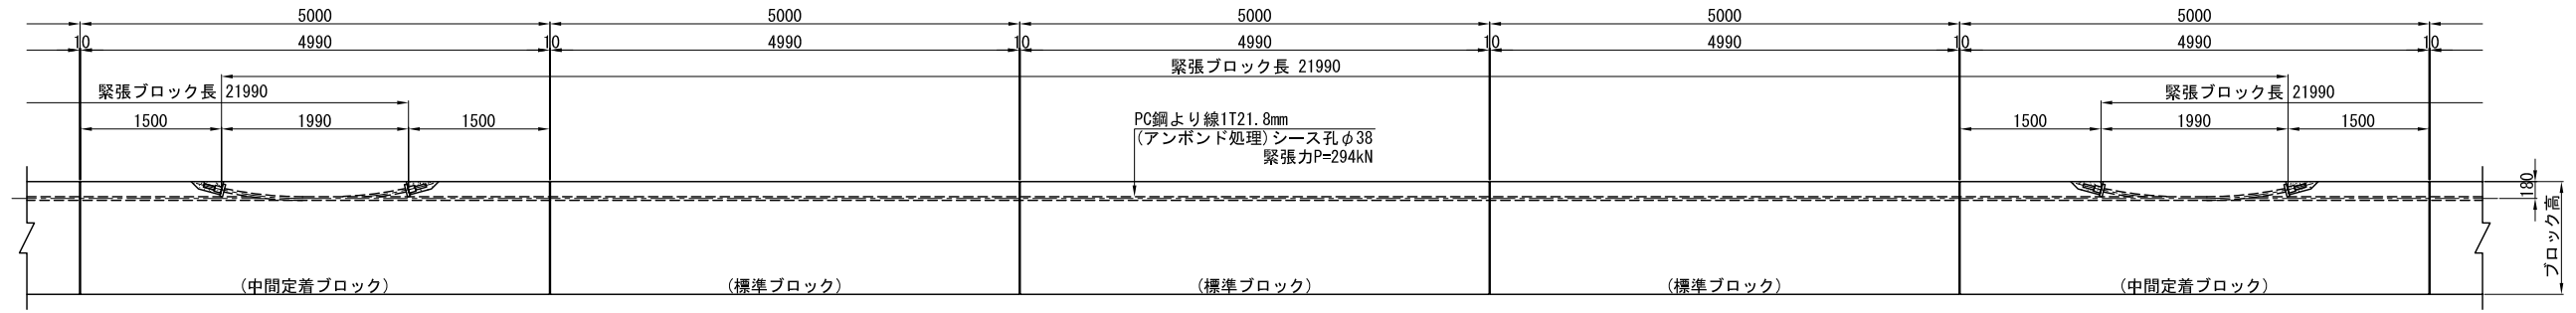 5000 5000 5000 5000 5000
10 4990 10 4990 10 4990 10 4990 10 4990 10
緊張ブロック長 21990
緊張ブロック長 21990
緊張ブロック長 21990
1500 1990 1500
PC鋼より線1T21.8mm
(アンボンド処理)シース孔φ38
緊張力P=294kN
1500 1990 1500
180
ブロック高
(中間定着ブロック) (標準ブロック) (標準ブロック) (標準ブロック) (中間定着ブロック)